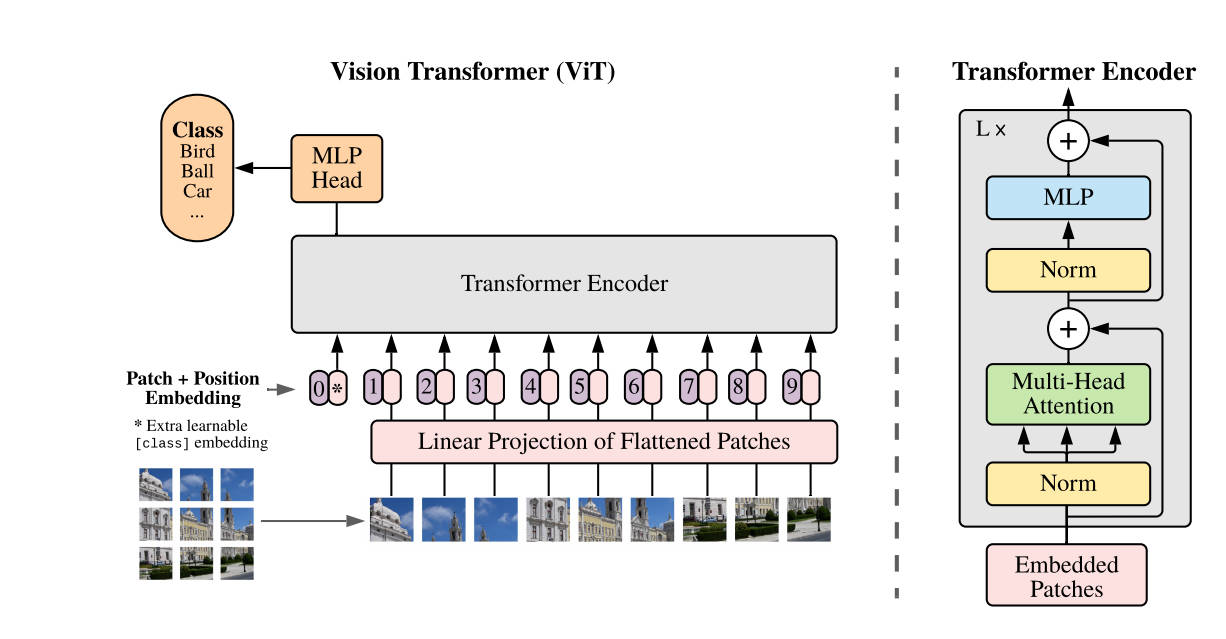 Vision Transformer (ViT)
Class
Bird
Ball
Car
...
MLP
Head
Transformer Encoder
0 * 1 2 3 4 5 6 7 8 9
Patch + Position
Embedding
* Extra learnable
[class] embedding
Linear Projection of Flattened Patches
Transformer Encoder
L ×
+
MLP
Norm
+
Multi-Head
Attention
Norm
Embedded
Patches